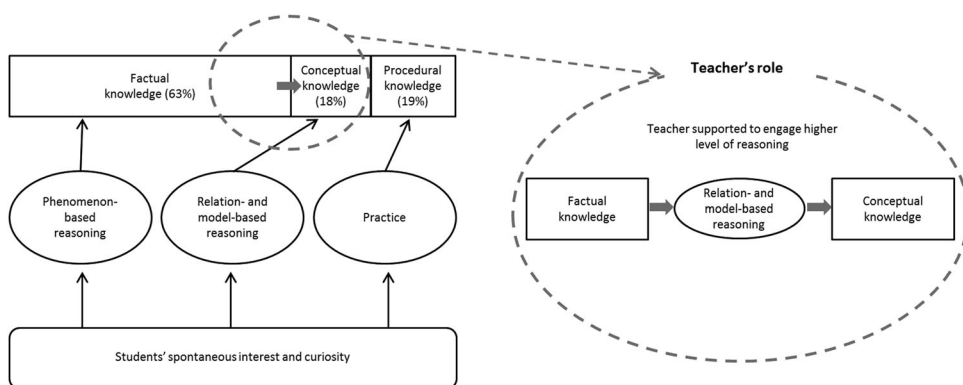 Factual
knowledge (63%)
Conceptual
knowledge
(18%)
Procedural
knowledge
(19%)
Phenomenon-
based
reasoning
Relation- and
model-based
reasoning
Practice
Students' spontaneous interest and curiosity
Teacher's role
Teacher supported to engage higher
level of reasoning
Factual
knowledge
Relation- and
model-based
reasoning
Conceptual
knowledge